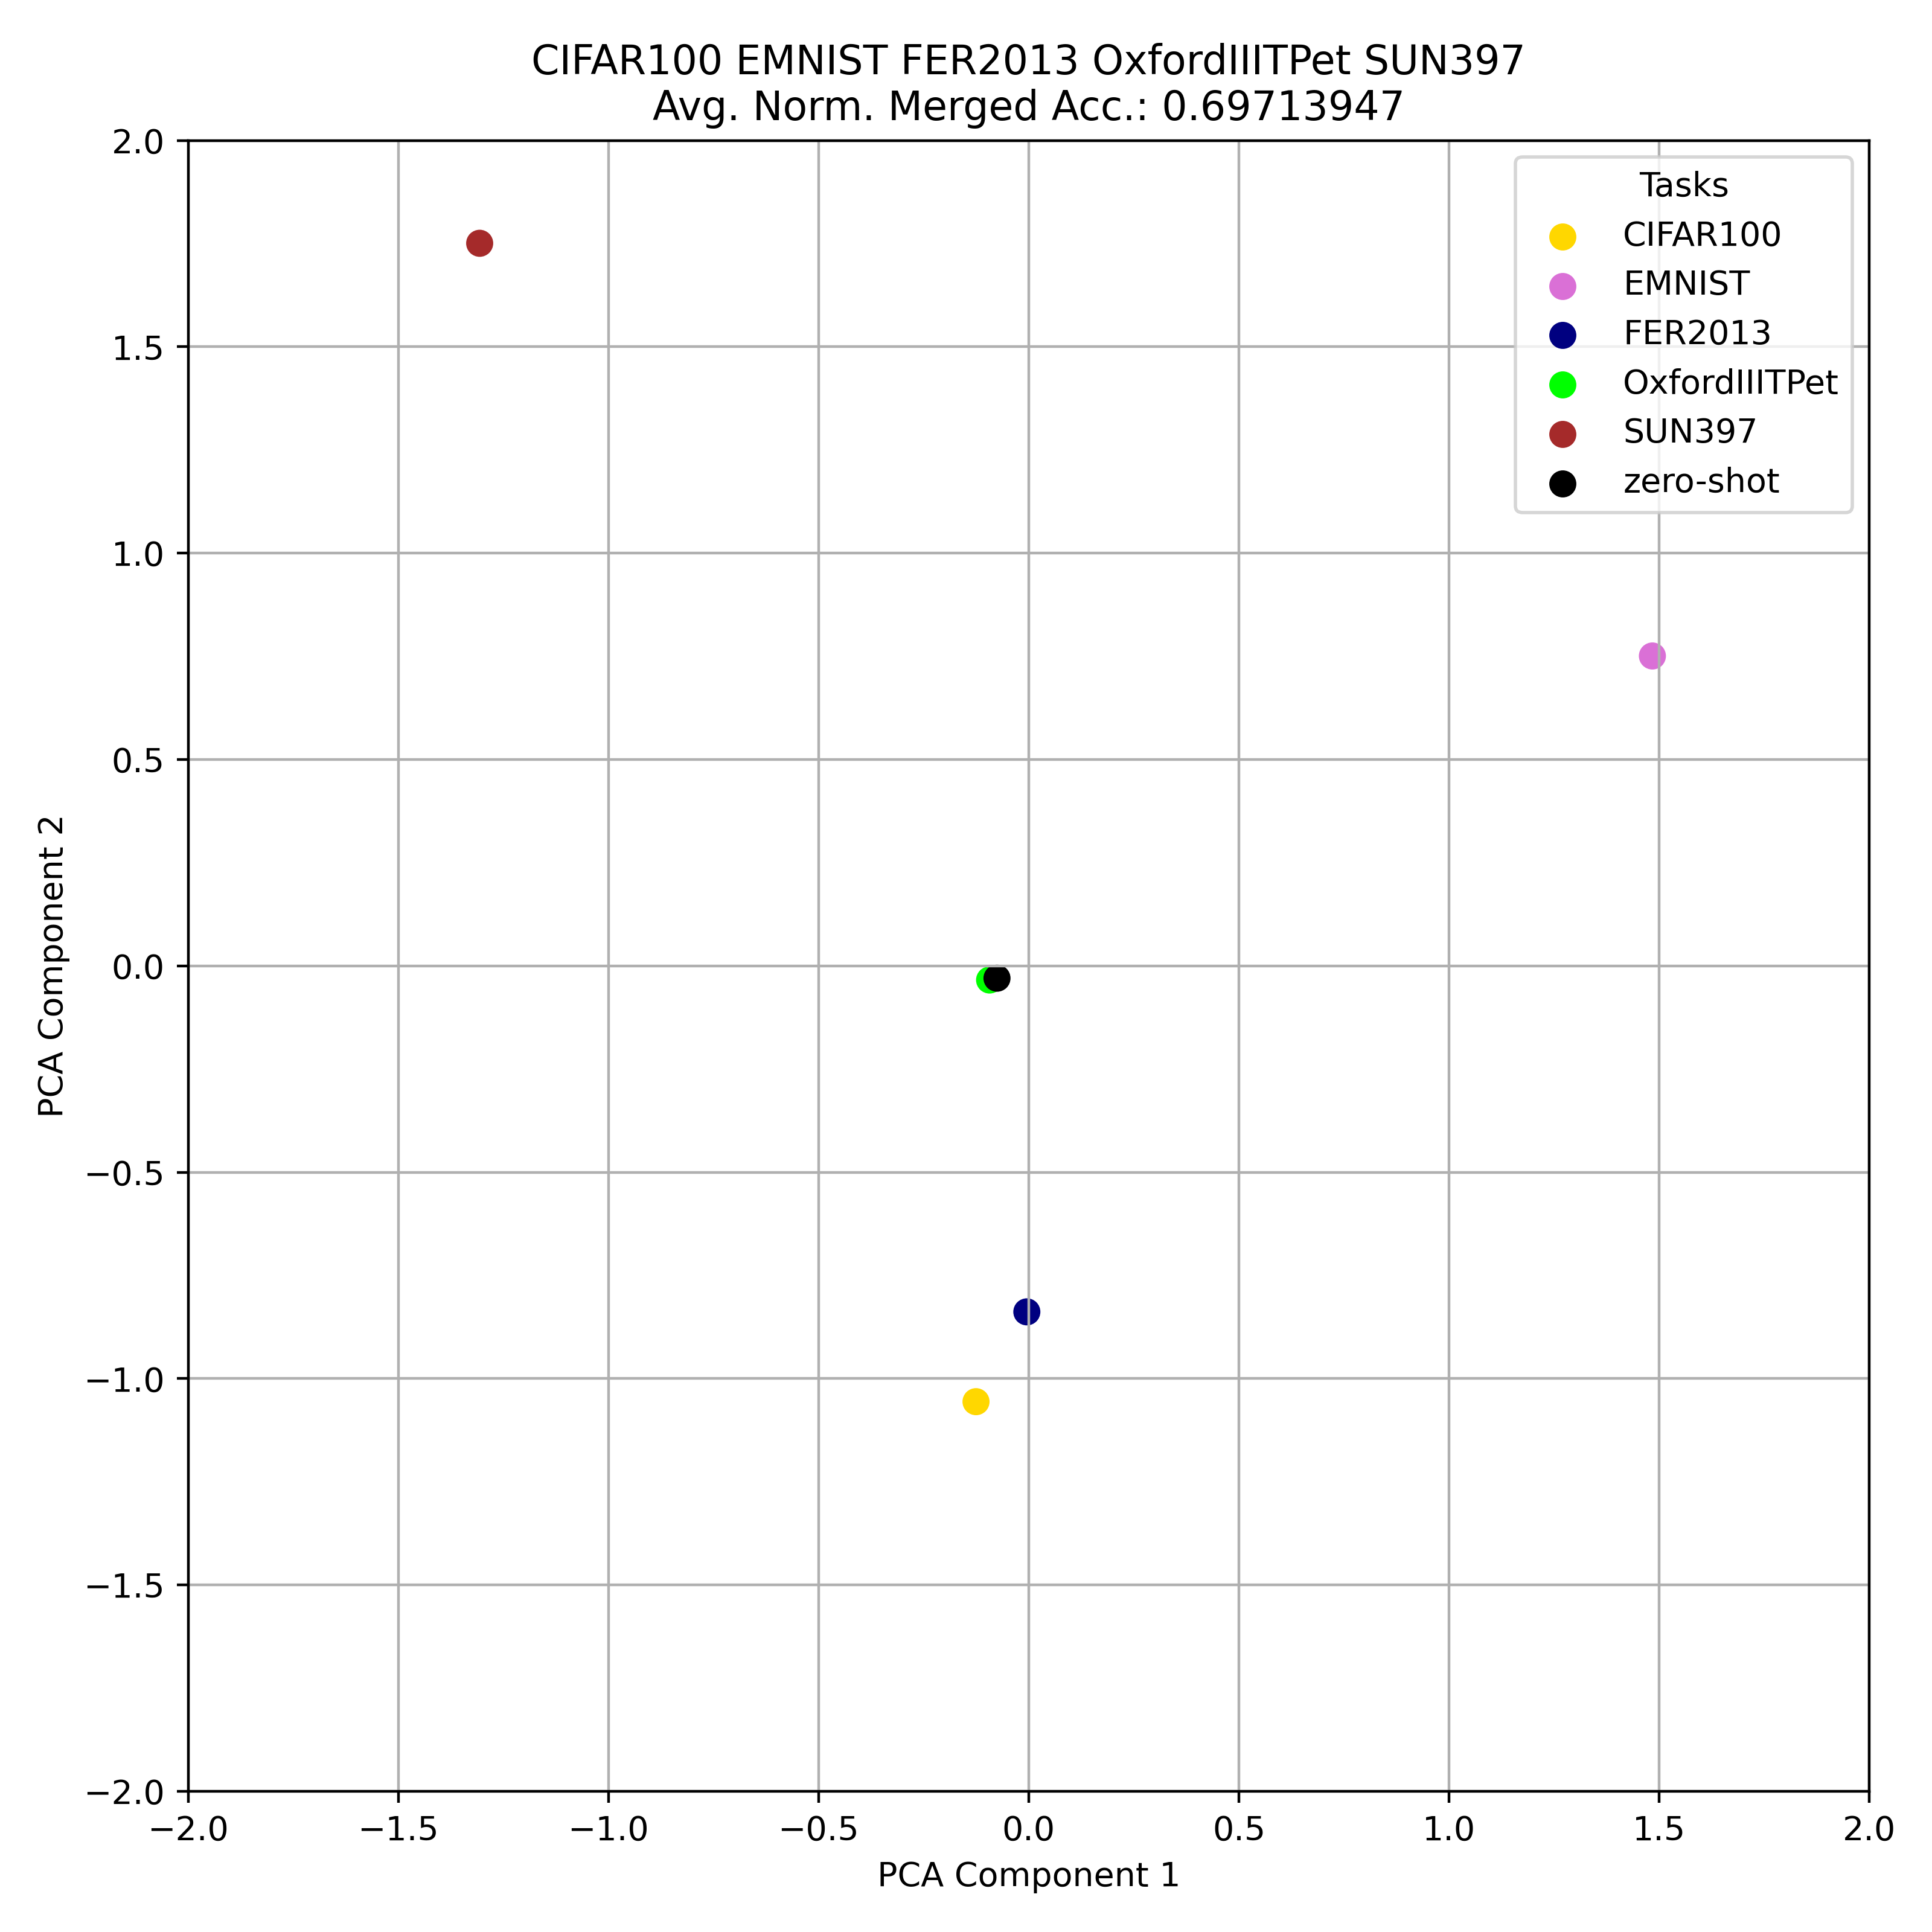 CIFAR100 EMNIST FER2013 OxfordIIITPet SUN397
Avg. Norm. Merged Acc.: 0.69713947
Tasks
CIFAR100
EMNIST
FER2013
OxfordIIITPet
SUN397
zero-shot
PCA Component 2
2.0
1.5
1.0
0.5
0.0
−0.5
−1.0
−1.5
−2.0
−2.0 −1.5 −1.0 −0.5 0.0 0.5 1.0 1.5 2.0
PCA Component 1